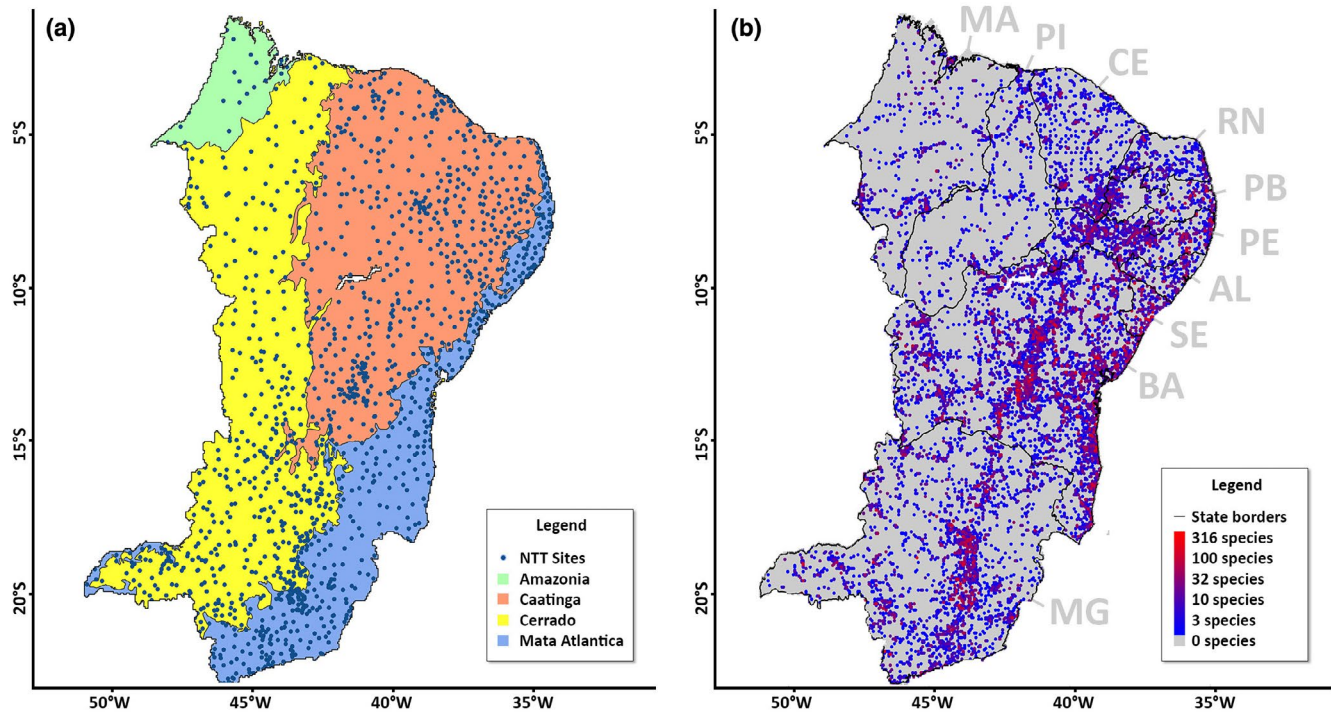 (a)
5°S
10°S
15°S
20°S
50°W
45°W
40°W
35°W
Legend
NTT Sites
Amazonia
Caatinga
Cerrado
Mata Atlantica
(b)
MA
PI
CE
RN
PB
PE
AL
SE
BA
MG
5°S
10°S
15°S
20°S
50°W
45°W
40°W
35°W
Legend
State borders
316 species
100 species
32 species
10 species
3 species
0 species